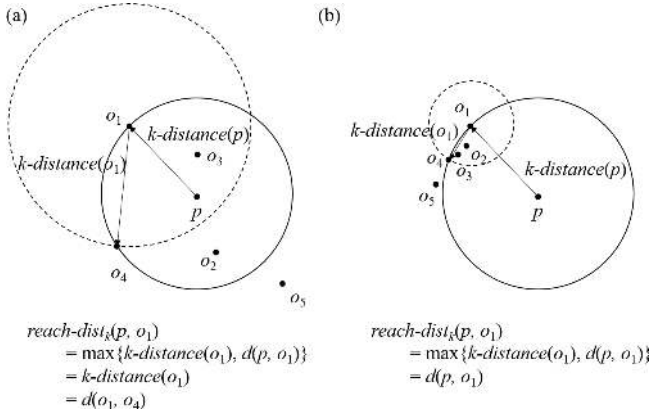 (a)
o₁
k-distance(p)
k-distance(o₁)
o₃
p
o₄
o₂
o₅
reach-distₖ(p, o₁)
= max{k-distance(o₁), d(p, o₁)}
= k-distance(o₁)
= d(o₁, o₄)
(b)
o₁
k-distance(o₁)
o₂
o₄
o₃
k-distance(p)
o₅
p
reach-distₖ(p, o₁)
= max{k-distance(o₁), d(p, o₁)}
= d(p, o₁)